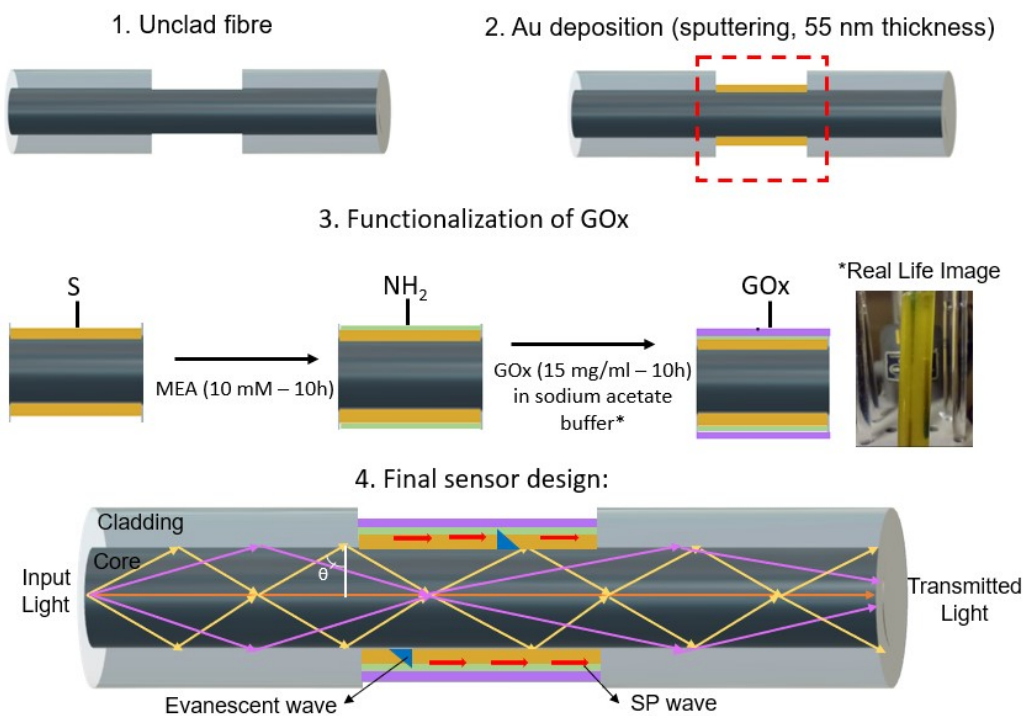 1. Unclad fibre
2. Au deposition (sputtering, 55 nm thickness)
3. Functionalization of GOx
S
MEA (10 mM – 10h)
NH₂
GOx (15 mg/ml – 10h)
in sodium acetate
buffer*
GOx
*Real Life Image
4. Final sensor design:
Cladding
Core
Input
Light
θ
Transmitted
Light
Evanescent wave
SP wave